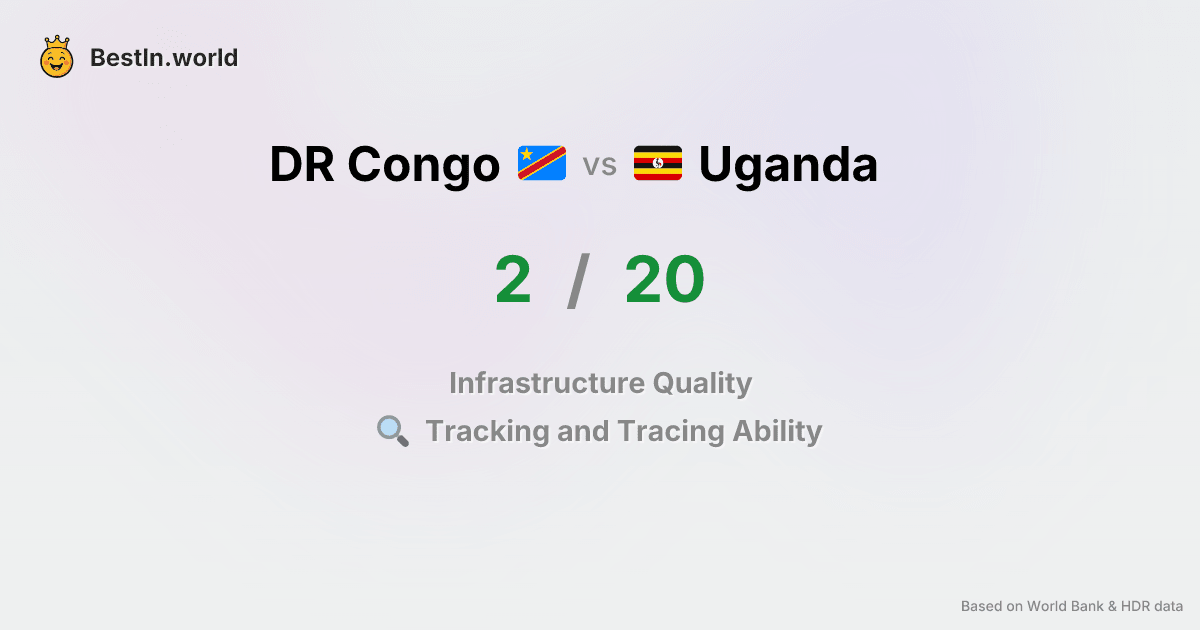 BestIn.world
DR Congo vs Uganda
2 / 20
Infrastructure Quality
Tracking and Tracing Ability
Based on World Bank & HDR data